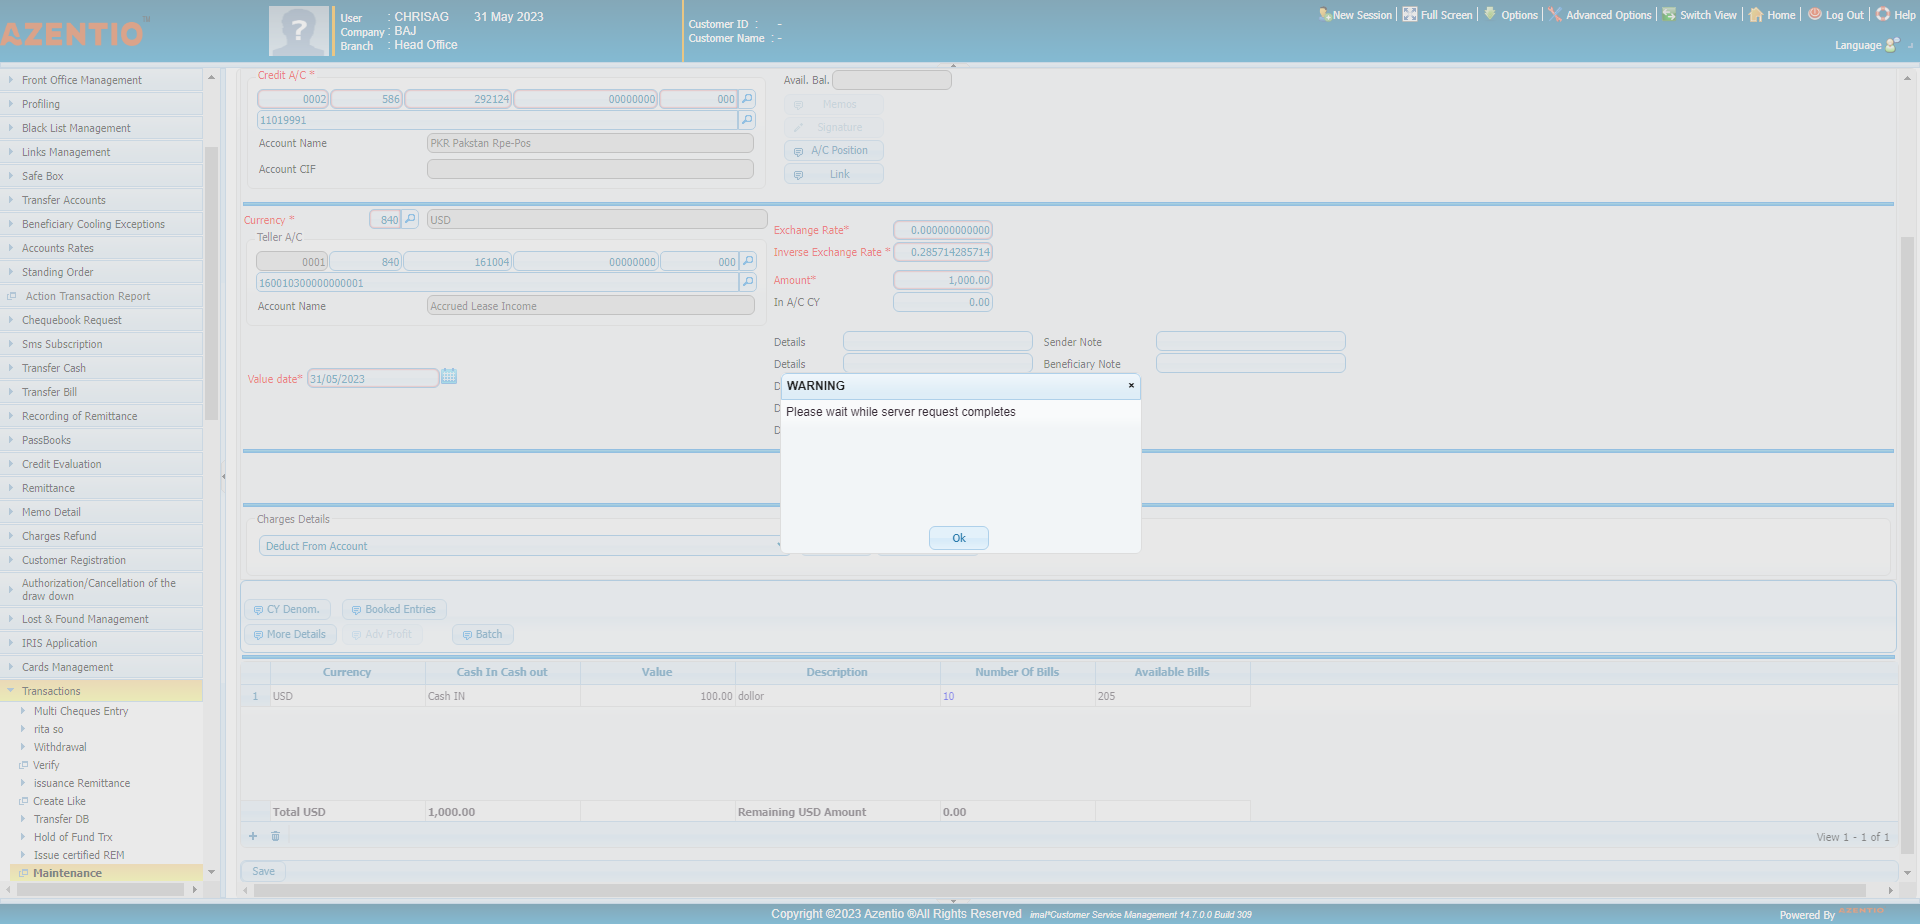 AZENTIO™
User : CHRISAG 31 May 2023
Company : BAJ
Branch : Head Office
Customer ID : -
Customer Name : -
New Session | Full Screen | Options | Advanced Options | Switch View | Home | Log Out | Help
Language
Front Office Management
Profiling
Black List Management
Links Management
Safe Box
Transfer Accounts
Beneficiary Cooling Exceptions
Accounts Rates
Standing Order
Action Transaction Report
Chequebook Request
Sms Subscription
Transfer Cash
Transfer Bill
Recording of Remittance
PassBooks
Credit Evaluation
Remittance
Memo Detail
Charges Refund
Customer Registration
Authorization/Cancellation of the
draw down
Lost & Found Management
IRIS Application
Cards Management
Transactions
Multi Cheques Entry
rita so
Withdrawal
Verify
issuance Remittance
Create Like
Transfer DB
Hold of Fund Trx
Issue certified REM
Maintenance
Credit A/C *
0002 586 292124 00000000 000
11019991
Account Name PKR Pakstan Rpe-Pos
Account CIF
Avail. Bal.
Memos
Signature
A/C Position
Link
Currency * 840 USD
Teller A/C
0001 840 161004 00000000 000
160010300000000001
Account Name Accrued Lease Income
Exchange Rate* 0.000000000000
Inverse Exchange Rate * 0.285714285714
Amount* 1,000.00
In A/C CY 0.00
Details Sender Note
Details Beneficiary Note
D
D
D
Value date* 31/05/2023
WARNING ×
Please wait while server request completes
Ok
Charges Details
Deduct From Account
CY Denom. Booked Entries
More Details Adv Profit Batch
Currency Cash In Cash out Value Description Number Of Bills Available Bills
1 USD Cash IN 100.00 dollor 10 205
Total USD 1,000.00 Remaining USD Amount 0.00
View 1 - 1 of 1
Save
Copyright ©2023 Azentio ®All Rights Reserved imal*Customer Service Management 14.7.0.0 Build 309
Powered By AZENTIO